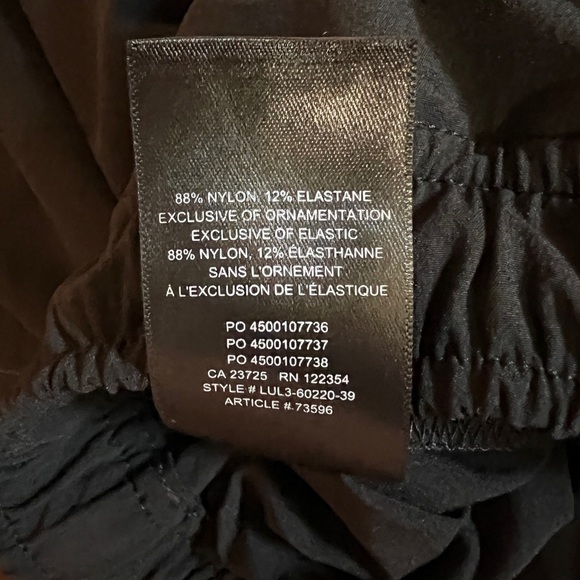 88% NYLON, 12% ELASTANE
EXCLUSIVE OF ORNAMENTATION
EXCLUSIVE OF ELASTIC
88% NYLON, 12% ÉLASTHANNE
SANS L'ORNEMENT
À L'EXCLUSION DE L'ÉLASTIQUE
PO 4500107736
PO 4500107737
PO 4500107738
CA 23725 RN 122354
STYLE # LUL3-60220-39
ARTICLE # 73596